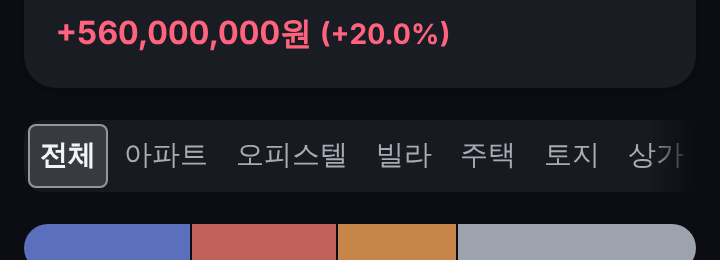 +560,000,000원 (+20.0%)
전체 아파트 오피스텔 빌라 주택 토지 상가